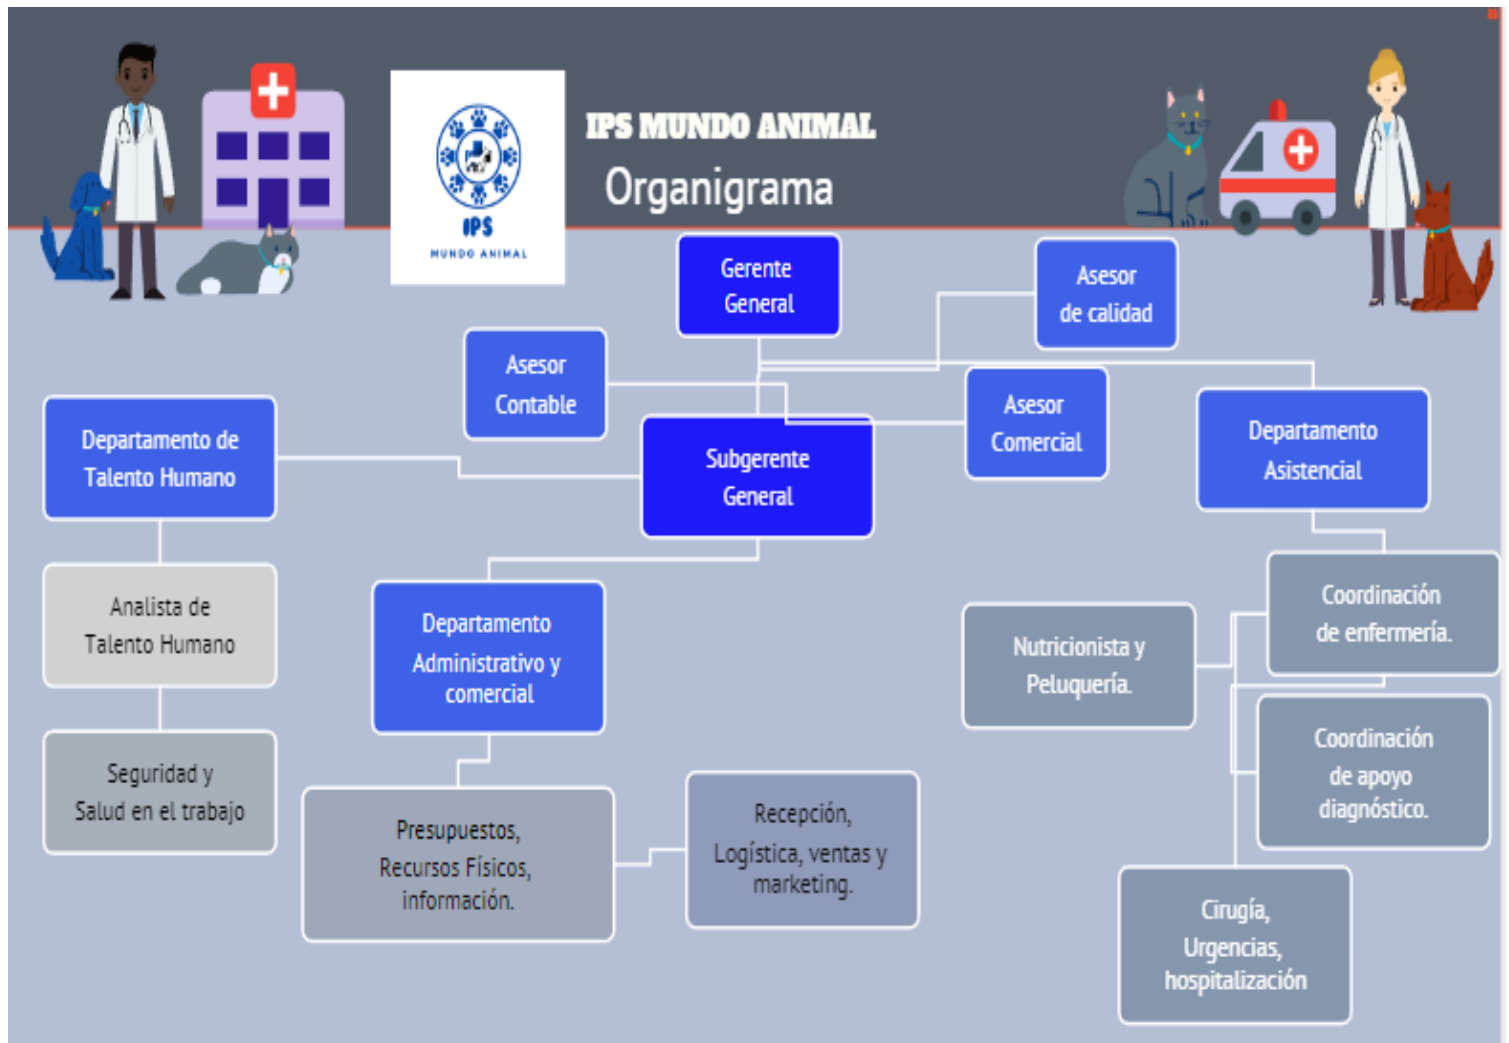 IPS MUNDO ANIMAL
Organigrama
IPS
MUNDO ANIMAL
Gerente
General
Asesor
de calidad
Asesor
Contable
Asesor
Comercial
Departamento de
Talento Humano
Subgerente
General
Departamento
Asistencial
Analista de
Talento Humano
Departamento
Administrativo y
comercial
Nutricionista y
Peluquería.
Coordinación
de enfermería.
Seguridad y
Salud en el trabajo
Presupuestos,
Recursos Físicos,
información.
Recepción,
Logística, ventas y
marketing.
Coordinación
de apoyo
diagnóstico.
Cirugía,
Urgencias,
hospitalización